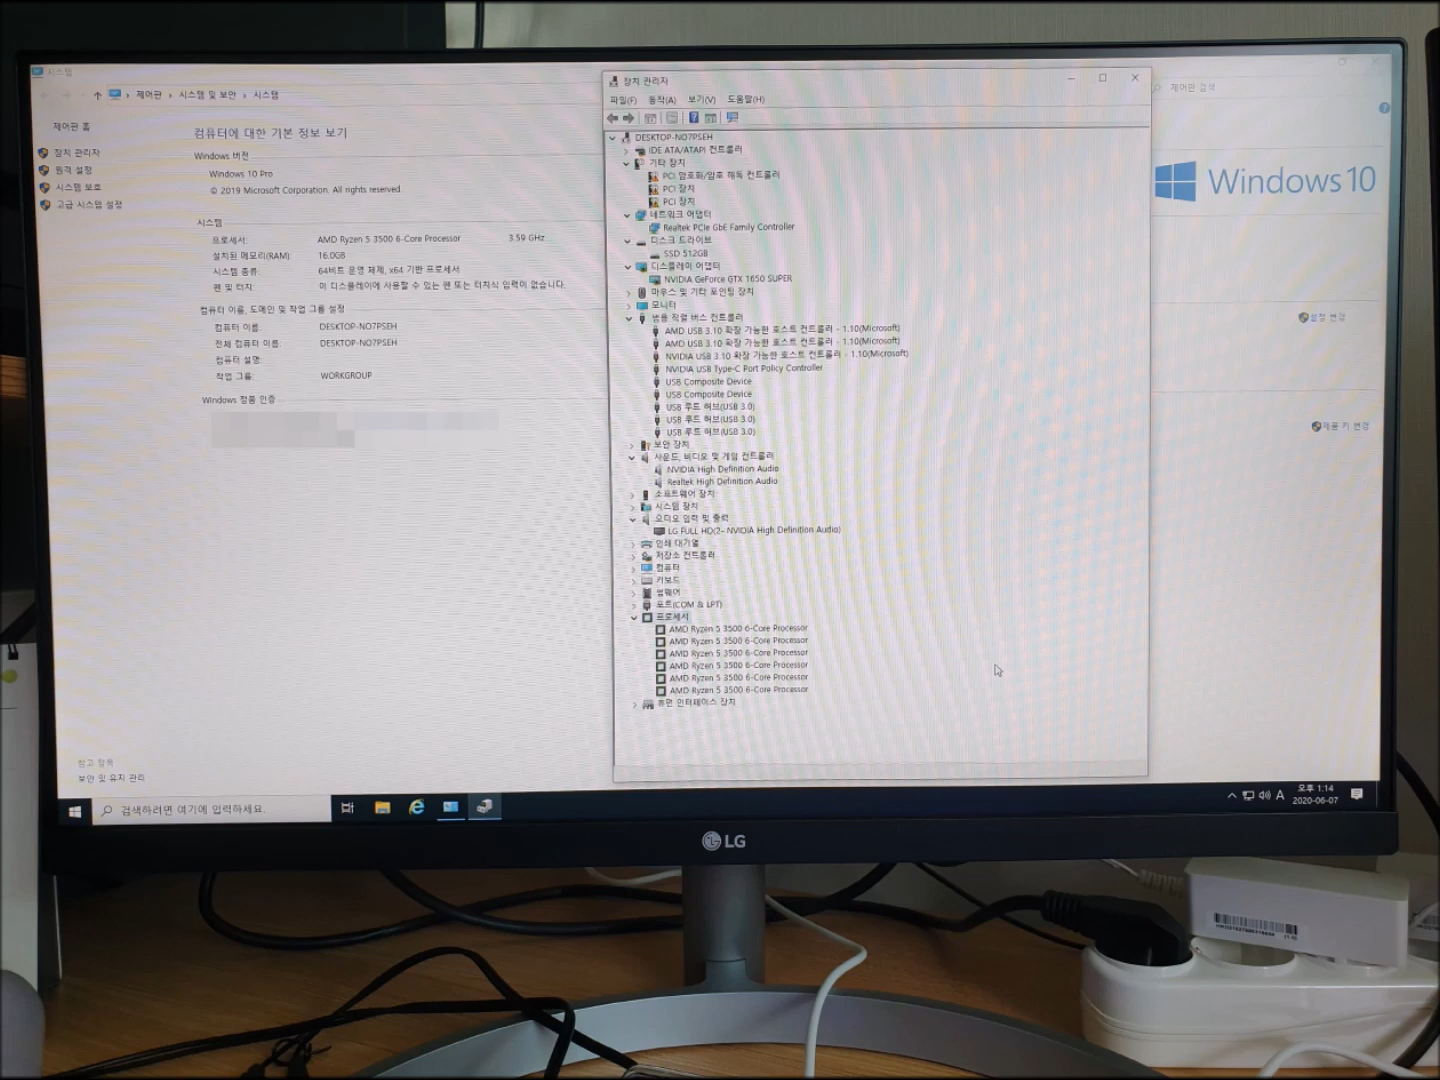 시스템
제어판 › 시스템 및 보안 › 시스템
제어판 검색
제어판 홈
장치 관리자
원격 설정
시스템 보호
고급 시스템 설정
컴퓨터에 대한 기본 정보 보기
Windows 버전
Windows 10 Pro
© 2019 Microsoft Corporation. All rights reserved.
Windows 10
시스템
프로세서: AMD Ryzen 5 3500 6-Core Processor 3.59 GHz
설치된 메모리(RAM): 16.0GB
시스템 종류: 64비트 운영 체제, x64 기반 프로세서
펜 및 터치: 이 디스플레이에 사용할 수 있는 펜 또는 터치식 입력이 없습니다.
컴퓨터 이름, 도메인 및 작업 그룹 설정
컴퓨터 이름: DESKTOP-NO7PSEH
전체 컴퓨터 이름: DESKTOP-NO7PSEH
컴퓨터 설명:
작업 그룹: WORKGROUP
설정 변경
Windows 정품 인증
제품 키 변경
참고 항목
보안 및 유지 관리
장치 관리자
파일(F) 동작(A) 보기(V) 도움말(H)
DESKTOP-NO7PSEH
IDE ATA/ATAPI 컨트롤러
기타 장치
PCI 암호화/암호 해독 컨트롤러
PCI 장치
PCI 장치
네트워크 어댑터
Realtek PCIe GbE Family Controller
디스크 드라이브
SSD 512GB
디스플레이 어댑터
NVIDIA GeForce GTX 1650 SUPER
마우스 및 기타 포인팅 장치
모니터
범용 직렬 버스 컨트롤러
AMD USB 3.10 확장 가능한 호스트 컨트롤러 - 1.10(Microsoft)
AMD USB 3.10 확장 가능한 호스트 컨트롤러 - 1.10(Microsoft)
NVIDIA USB 3.10 확장 가능한 호스트 컨트롤러 - 1.10(Microsoft)
NVIDIA USB Type-C Port Policy Controller
USB Composite Device
USB Composite Device
USB 루트 허브(USB 3.0)
USB 루트 허브(USB 3.0)
USB 루트 허브(USB 3.0)
보안 장치
사운드, 비디오 및 게임 컨트롤러
NVIDIA High Definition Audio
Realtek High Definition Audio
소프트웨어 장치
시스템 장치
오디오 입력 및 출력
LG FULL HD(2- NVIDIA High Definition Audio)
인쇄 대기열
저장소 컨트롤러
컴퓨터
키보드
펌웨어
포트(COM & LPT)
프로세서
AMD Ryzen 5 3500 6-Core Processor
AMD Ryzen 5 3500 6-Core Processor
AMD Ryzen 5 3500 6-Core Processor
AMD Ryzen 5 3500 6-Core Processor
AMD Ryzen 5 3500 6-Core Processor
AMD Ryzen 5 3500 6-Core Processor
휴먼 인터페이스 장치
검색하려면 여기에 입력하세요.
A
오후 1:14
2020-06-07
LG